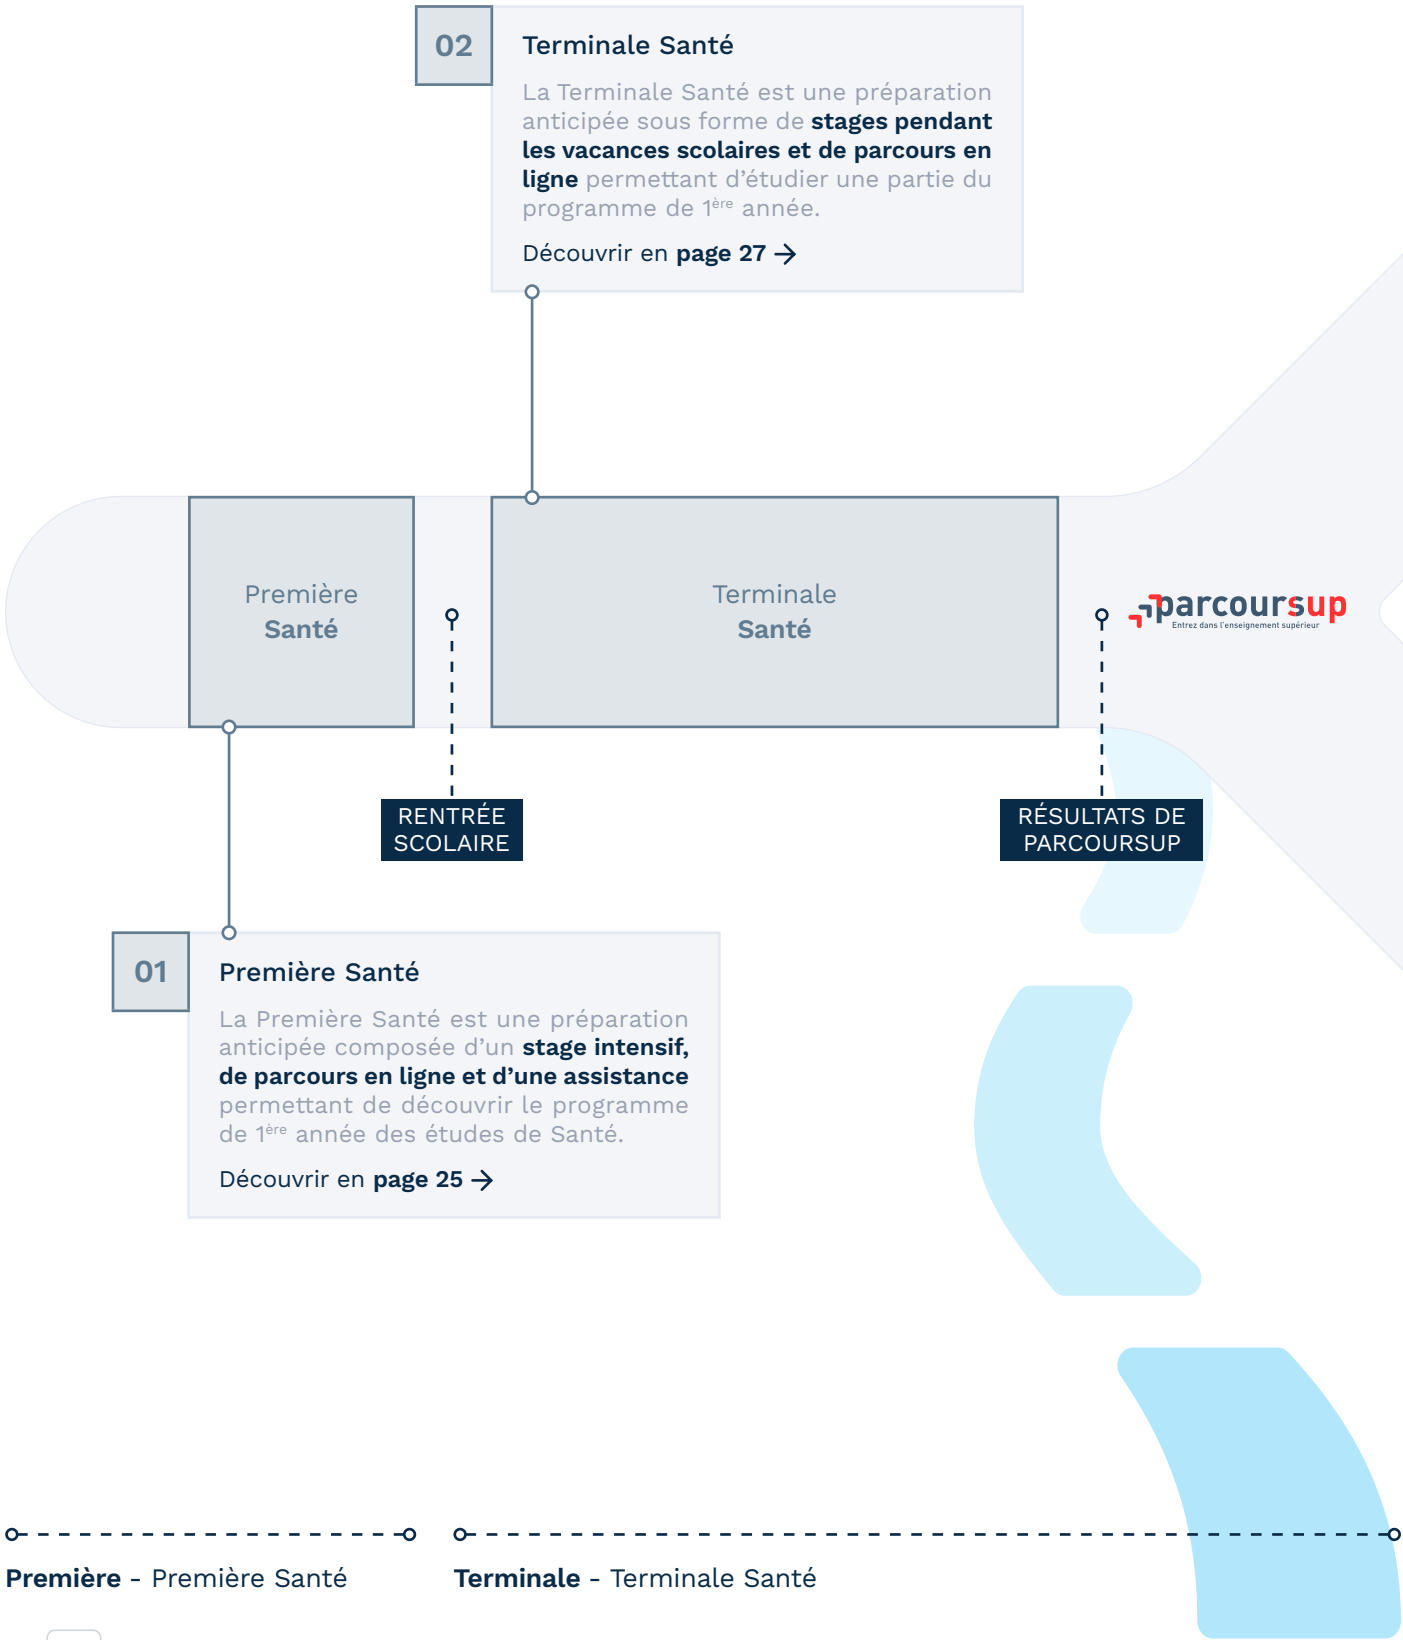 02
Terminale Santé
La Terminale Santé est une préparation
anticipée sous forme de stages pendant
les vacances scolaires et de parcours en
ligne permettant d’étudier une partie du
programme de 1ère année.
Découvrir en page 27 →
Première
Santé
Terminale
Santé
parcoursup
Entrez dans l'enseignement supérieur
RENTRÉE
SCOLAIRE
RÉSULTATS DE
PARCOURSUP
01
Première Santé
La Première Santé est une préparation
anticipée composée d’un stage intensif,
de parcours en ligne et d’une assistance
permettant de découvrir le programme
de 1ère année des études de Santé.
Découvrir en page 25 →
Première - Première Santé
Terminale - Terminale Santé